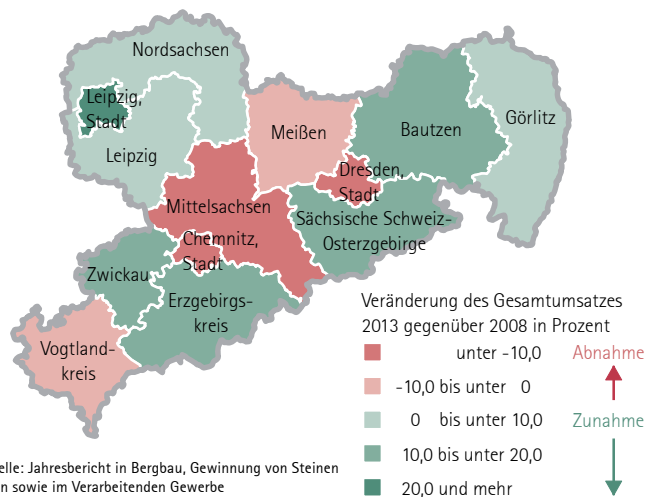 Nordsachsen
Leipzig,
Stadt
Leipzig
Meißen
Bautzen
Görlitz
Dresden,
Stadt
Mittelsachsen
Chemnitz,
Stadt
Sächsische Schweiz-
Osterzgebirge
Zwickau
Erzgebirgs-
kreis
Vogtland-
kreis
Veränderung des Gesamtumsatzes
2013 gegenüber 2008 in Prozent
unter -10,0 Abnahme
-10,0 bis unter 0
0 bis unter 10,0 Zunahme
10,0 bis unter 20,0
20,0 und mehr
elle: Jahresbericht in Bergbau, Gewinnung von Steinen
n sowie im Verarbeitenden Gewerbe